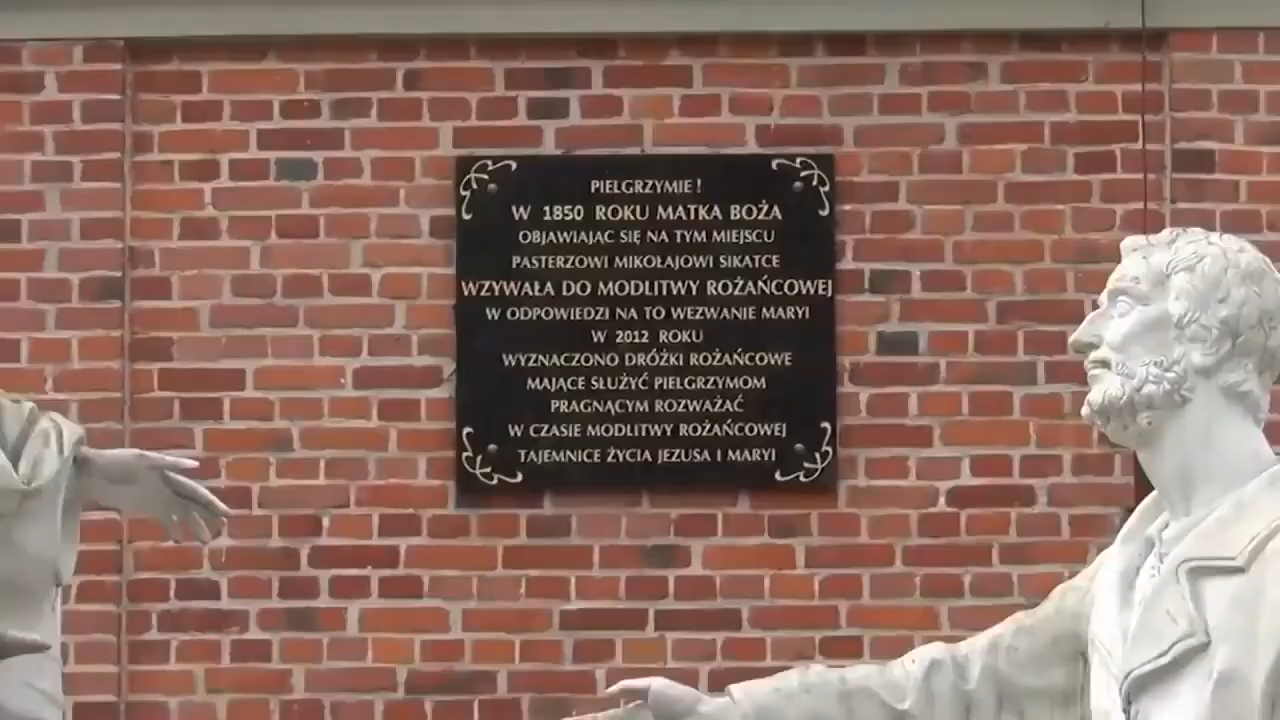 PIELGRZYMIE!
W 1850 ROKU MATKA BOŻA
OBJAWIAJĄC SIĘ NA TYM MIEJSCU
PASTERZOWI MIKOŁAJOWI SIKATCE
WZYWAŁA DO MODLITWY ROŻAŃCOWEJ
W ODPOWIEDZI NA TO WEZWANIE MARYI
W 2012 ROKU
WYZNACZONO DRÓŻKI ROŻAŃCOWE
MAJĄCE SŁUŻYĆ PIELGRZYMOM
PRAGNĄCYM ROZWAŻAĆ
W CZASIE MODLITWY ROŻAŃCOWEJ
TAJEMNICE ŻYCIA JEZUSA I MARYI